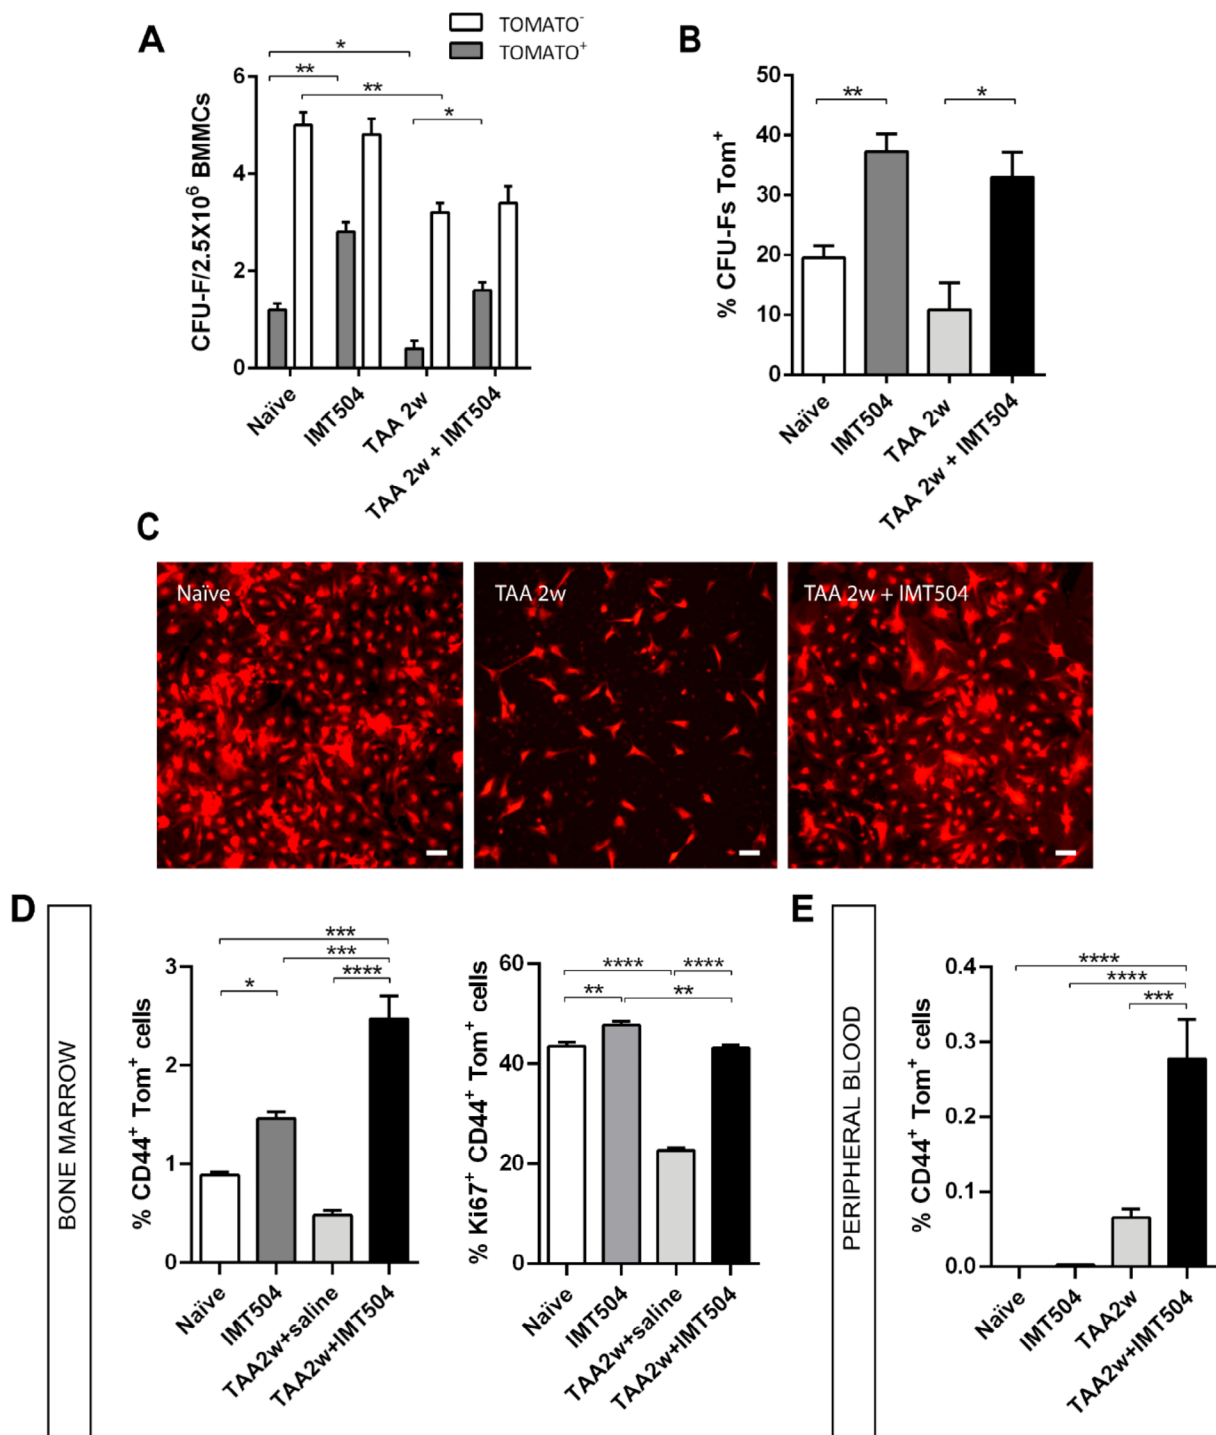 A
TOMATO-
TOMATO+
*
**
**
*
CFU-F/2.5X10⁶ BMMCs
6
4
2
0
Naïve
IMT504
TAA 2w
TAA 2w + IMT504
B
**
*
% CFU-Fs Tom⁺
50
40
30
20
10
0
Naïve
IMT504
TAA 2w
TAA 2w + IMT504
C
Naïve
TAA 2w
TAA 2w + IMT504
D
BONE MARROW
***
***
****
*
% CD44⁺ Tom⁺ cells
3
2
1
0
Naïve
IMT504
TAA2w+saline
TAA2w+IMT504
****
****
**
**
% Ki67⁺ CD44⁺ Tom⁺ cells
60
40
20
0
Naïve
IMT504
TAA2w+saline
TAA2w+IMT504
E
PERIPHERAL BLOOD
****
****
***
% CD44⁺ Tom⁺ cells
0.4
0.3
0.2
0.1
0.0
Naïve
IMT504
TAA2w
TAA2w+IMT504